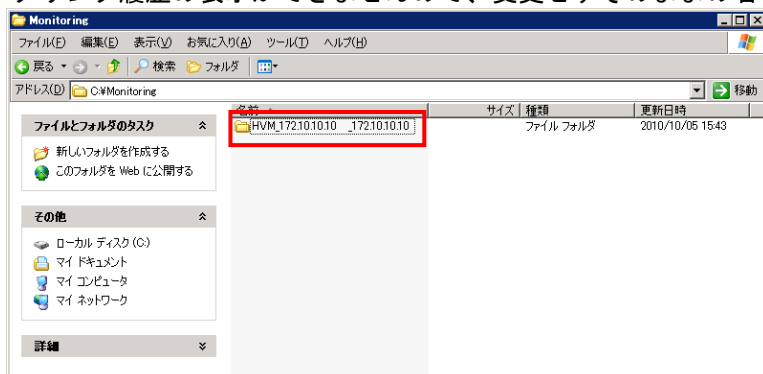 Monitoring
ファイル(F) 編集(E) 表示(V) お気に入り(A) ツール(T) ヘルプ(H)
戻る 検索 フォルダ
アドレス(D) C:¥Monitoring 移動
名前 サイズ 種類 更新日時
HVM_172.10.10.10 _172.10.10.10 ファイル フォルダ 2010/10/05 15:43
ファイルとフォルダのタスク
新しいフォルダを作成する
このフォルダを Web に公開する
その他
ローカル ディスク (C:)
マイ ドキュメント
マイ コンピュータ
マイ ネットワーク
詳細